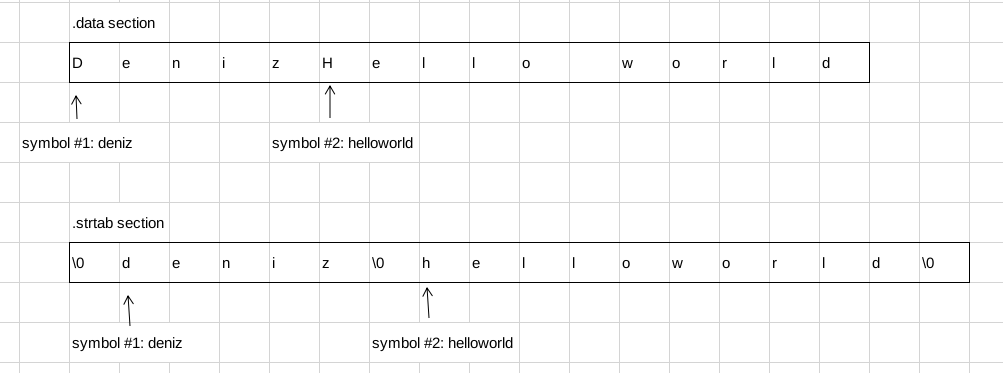 .data section
D e n i z H e l l o w o r l d
symbol #1: deniz symbol #2: helloworld
.strtab section
\0 d e n i z \0 h e l l o w o r l d \0
symbol #1: deniz symbol #2: helloworld